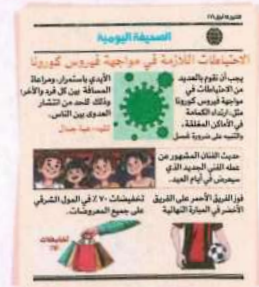 الصحيفة اليومية
الاحتياطات اللازمة في مواجهة فيروس كورونا
يجب أن نقوم بالعديد
من الاحتياطات في
مواجهة فيروس كورونا
مثل: ارتداء الكمامة
في الأماكن المغلقة،
والتنبيه على ضرورة غسل
الأيدي باستمرار، ومراعاة
المسافة بين كل فرد والآخر؛
وذلك للحد من انتشار
العدوى بين الناس.
حديث الفنان المشهور عن
عمله الفني الجديد الذي
سيعرض في أيام العيد.
فوز الفريق الأحمر على الفريق
الأخضر في المباراة النهائية
تخفيضات ٧٠ ٪ في المول الشرقي
على جميع المعروضات.
تخفيضات